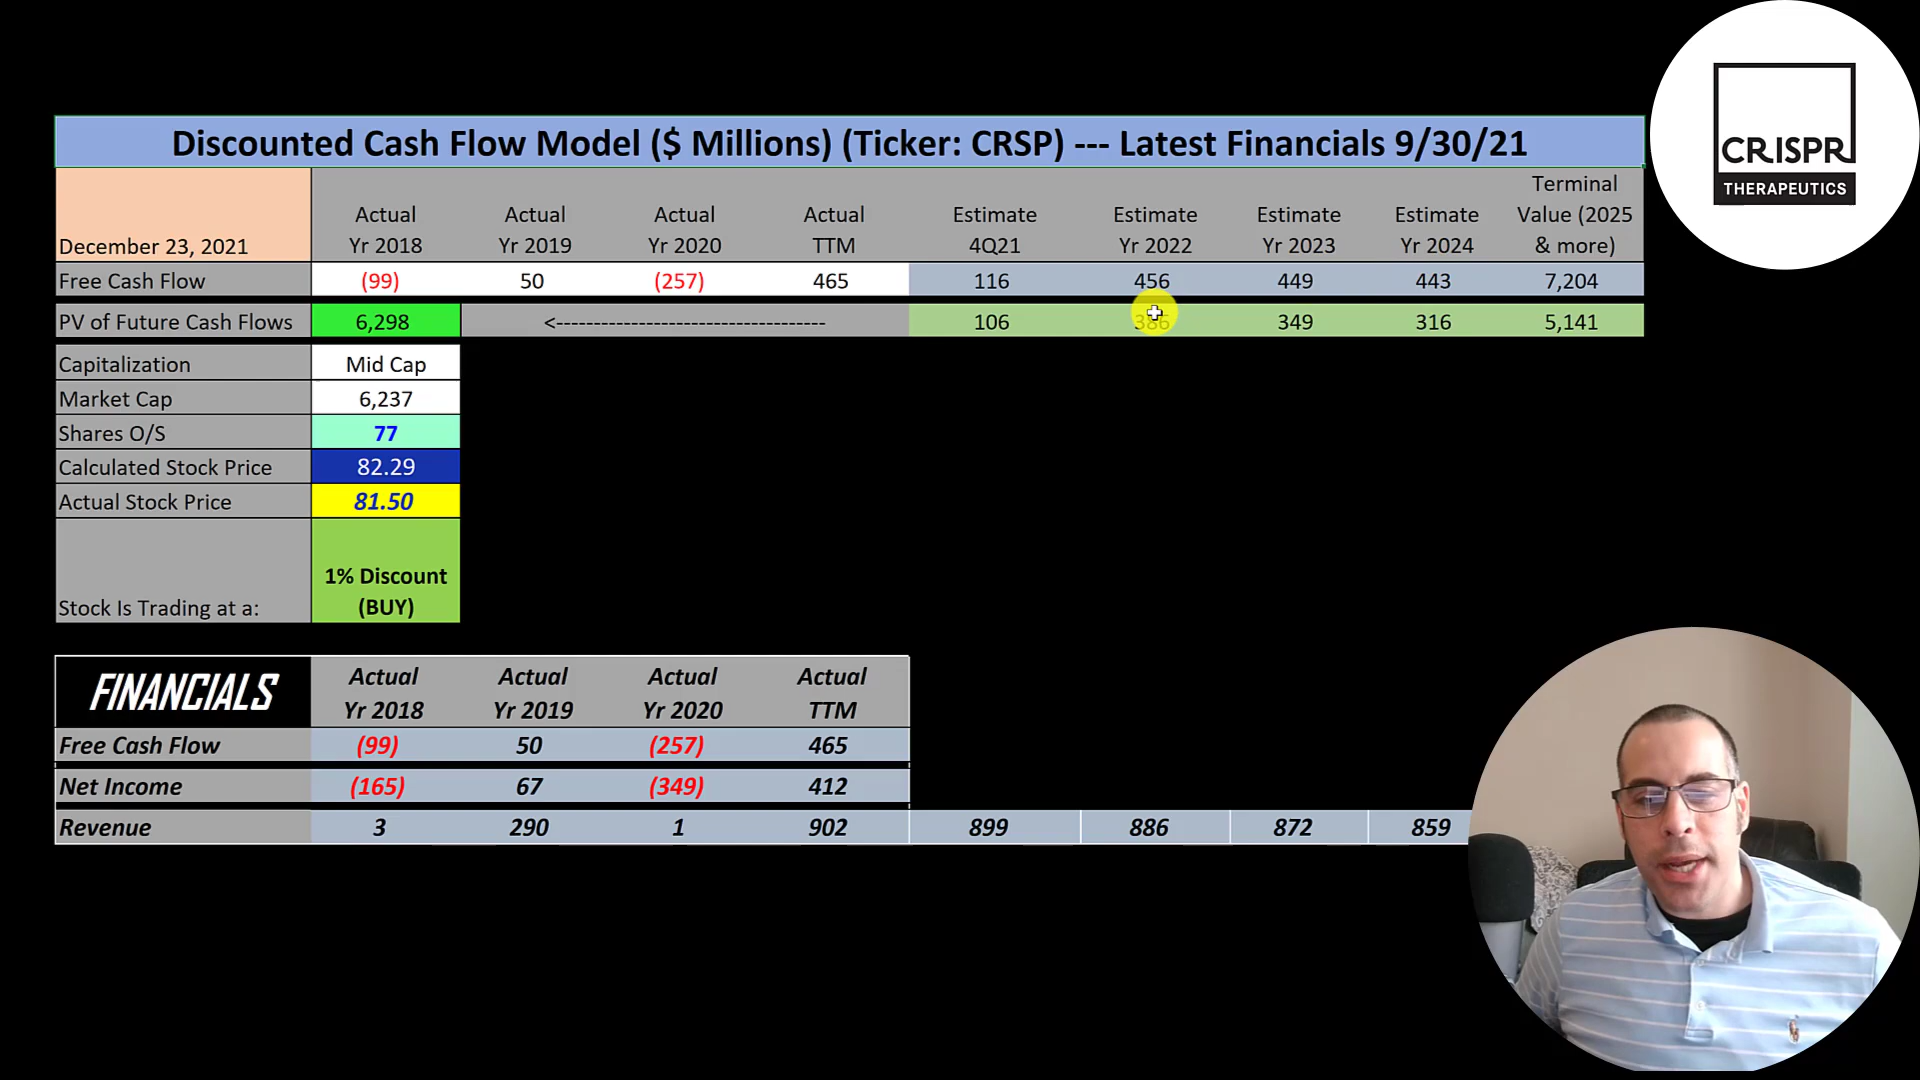 Discounted Cash Flow Model ($ Millions) (Ticker: CRSP) --- Latest Financials 9/30/21
CRISPR
THERAPEUTICS
December 23, 2021 Actual Yr 2018 Actual Yr 2019 Actual Yr 2020 Actual TTM Estimate 4Q21 Estimate Yr 2022 Estimate Yr 2023 Estimate Yr 2024 Terminal Value (2025 & more)
Free Cash Flow (99) 50 (257) 465 116 456 449 443 7,204
PV of Future Cash Flows 6,298 <----------------------------------- 106 386 349 316 5,141
Capitalization Mid Cap
Market Cap 6,237
Shares O/S 77
Calculated Stock Price 82.29
Actual Stock Price 81.50
Stock Is Trading at a: 1% Discount (BUY)
FINANCIALS Actual Yr 2018 Actual Yr 2019 Actual Yr 2020 Actual TTM
Free Cash Flow (99) 50 (257) 465
Net Income (165) 67 (349) 412
Revenue 3 290 1 902 899 886 872 859